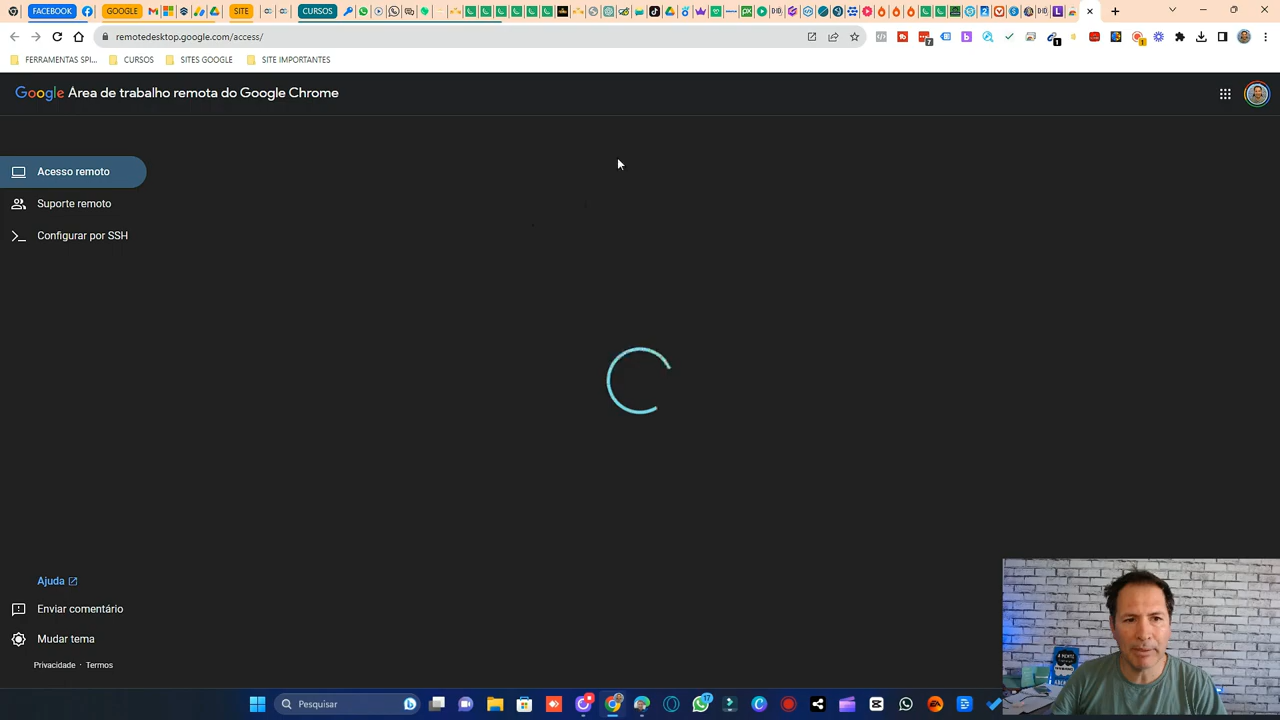 FACEBOOK
GOOGLE
SITE
CURSOS
remotedesktop.google.com/access/
FERRAMENTAS SPI...
CURSOS
SITES GOOGLE
SITE IMPORTANTES
Google Área de trabalho remota do Google Chrome
Acesso remoto
Suporte remoto
Configurar por SSH
Ajuda
Enviar comentário
Mudar tema
Privacidade · Termos
Pesquisar
17
A MENTE